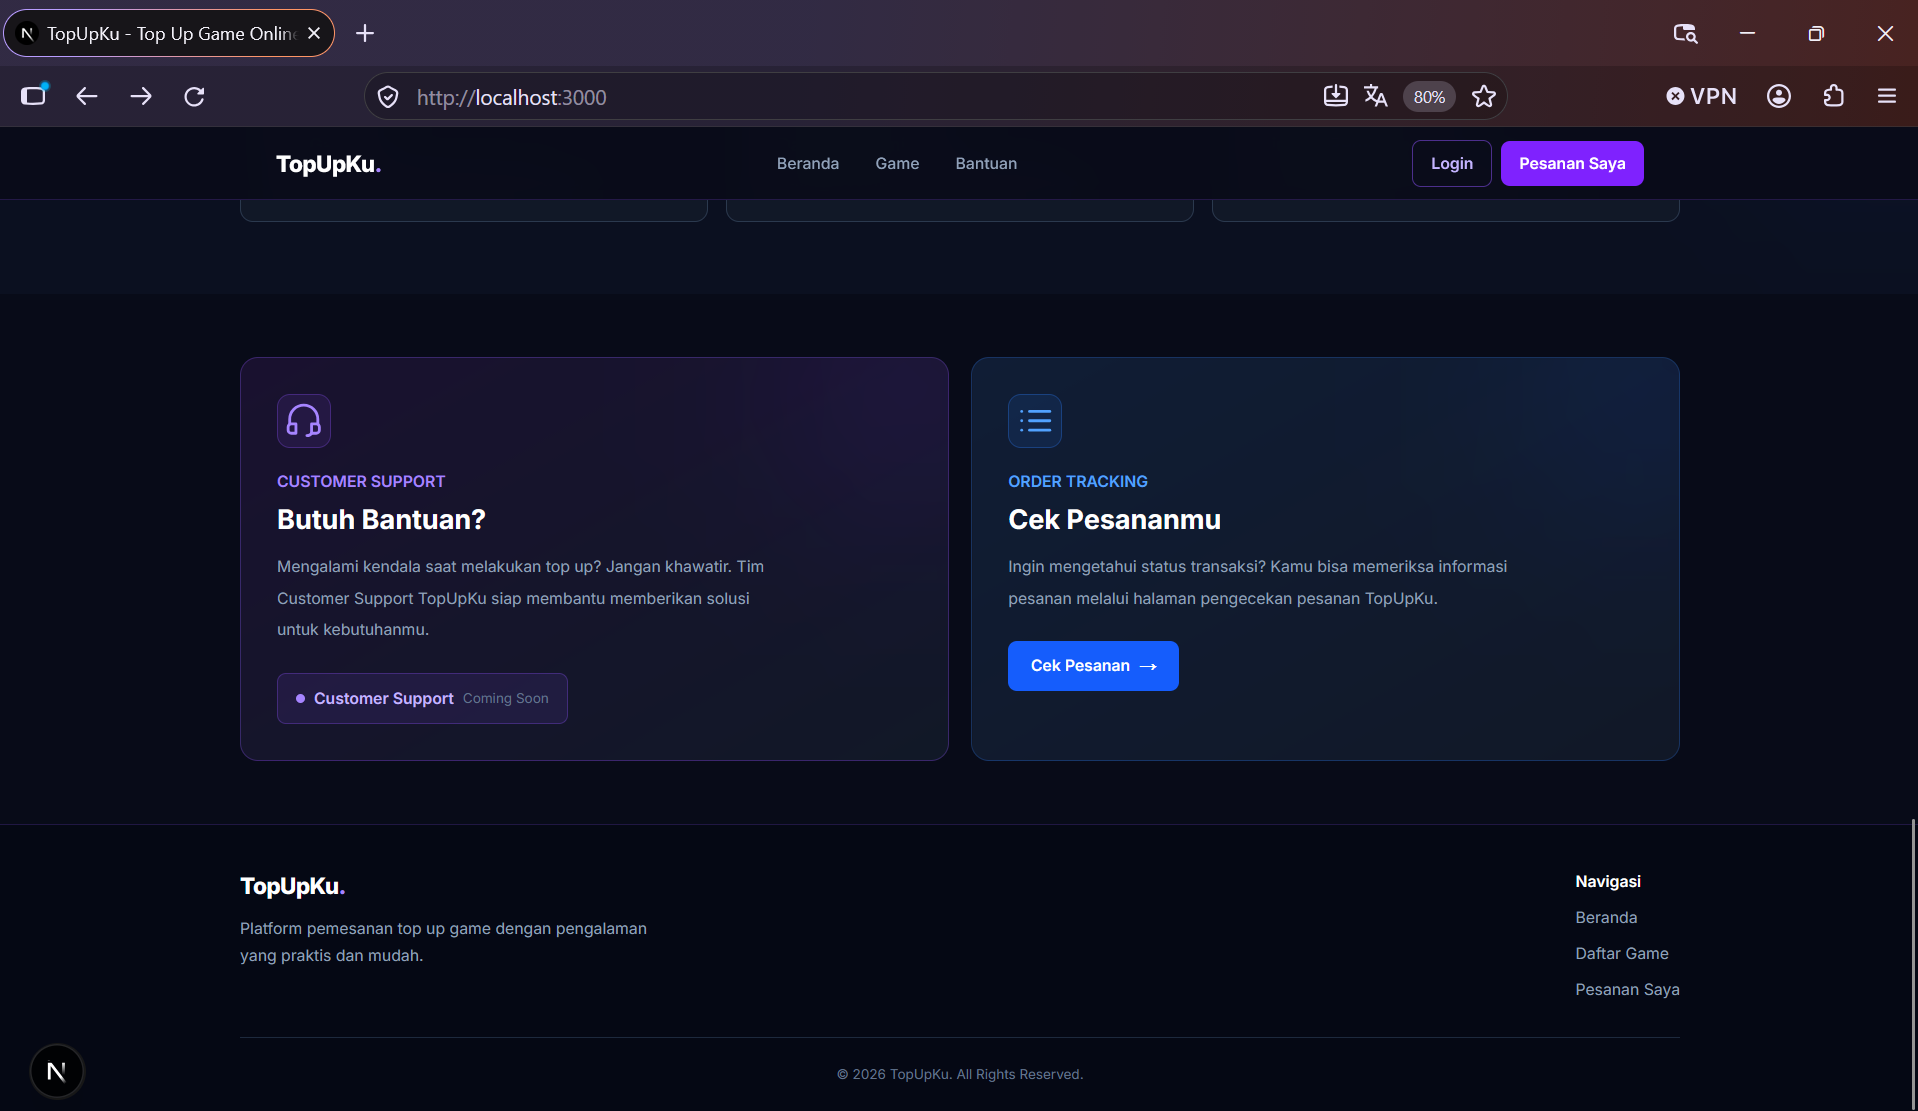 TopUpKu - Top Up Game Online
http://localhost:3000
80%
VPN
TopUpKu.
Beranda
Game
Bantuan
Login
Pesanan Saya
CUSTOMER SUPPORT
Butuh Bantuan?
Mengalami kendala saat melakukan top up? Jangan khawatir. Tim
Customer Support TopUpKu siap membantu memberikan solusi
untuk kebutuhanmu.
Customer Support Coming Soon
ORDER TRACKING
Cek Pesananmu
Ingin mengetahui status transaksi? Kamu bisa memeriksa informasi
pesanan melalui halaman pengecekan pesanan TopUpKu.
Cek Pesanan →
TopUpKu.
Platform pemesanan top up game dengan pengalaman
yang praktis dan mudah.
Navigasi
Beranda
Daftar Game
Pesanan Saya
N
© 2026 TopUpKu. All Rights Reserved.